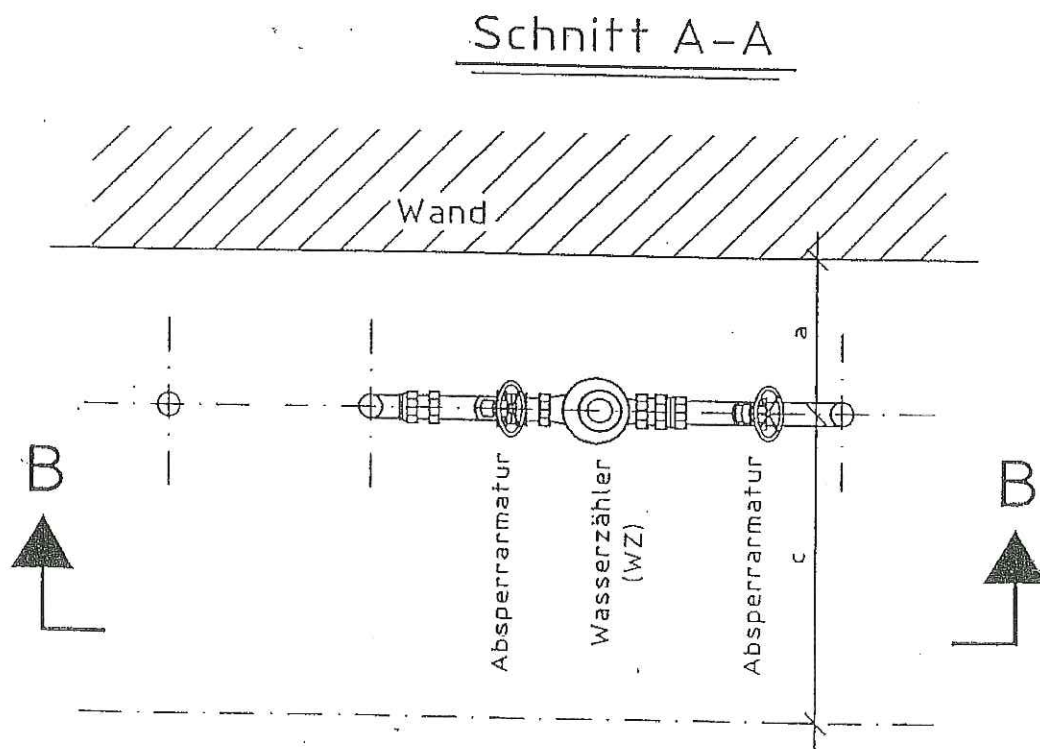 Schnitt A-A
Wand
a
B
B
Absperrarmatur
Wasserzähler
(WZ)
Absperrarmatur
c